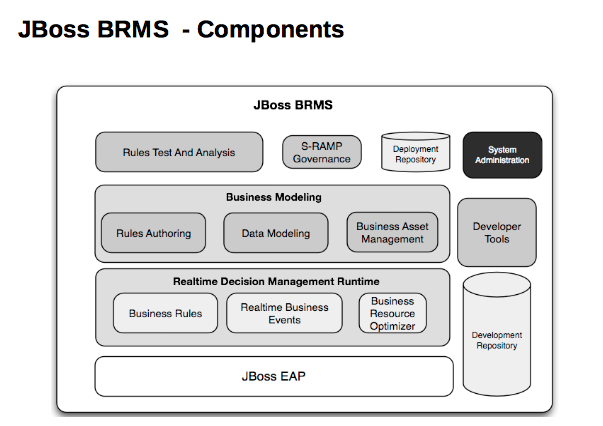 JBoss BRMS - Components
JBoss BRMS
Rules Test And Analysis
S-RAMP
Governance
Deployment
Repository
System
Administration
Business Modeling
Rules Authoring
Data Modeling
Business Asset
Management
Developer
Tools
Realtime Decision Management Runtime
Business Rules
Realtime Business
Events
Business
Resource
Optimizer
Development
Repository
JBoss EAP